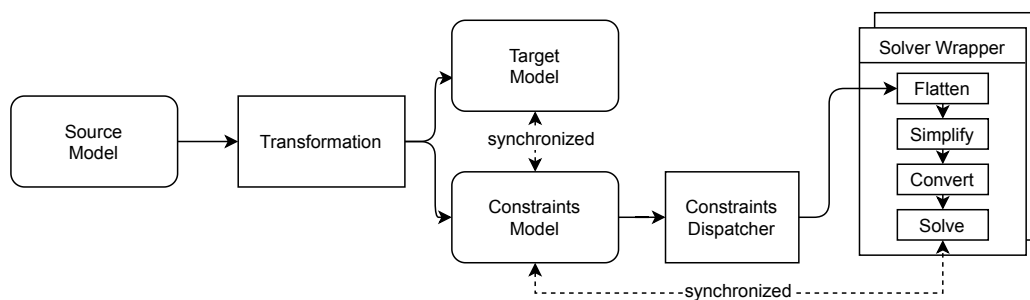 Source
Model
Transformation
Target
Model
synchronized
Constraints
Model
Constraints
Dispatcher
Solver Wrapper
Flatten
Simplify
Convert
Solve
synchronized